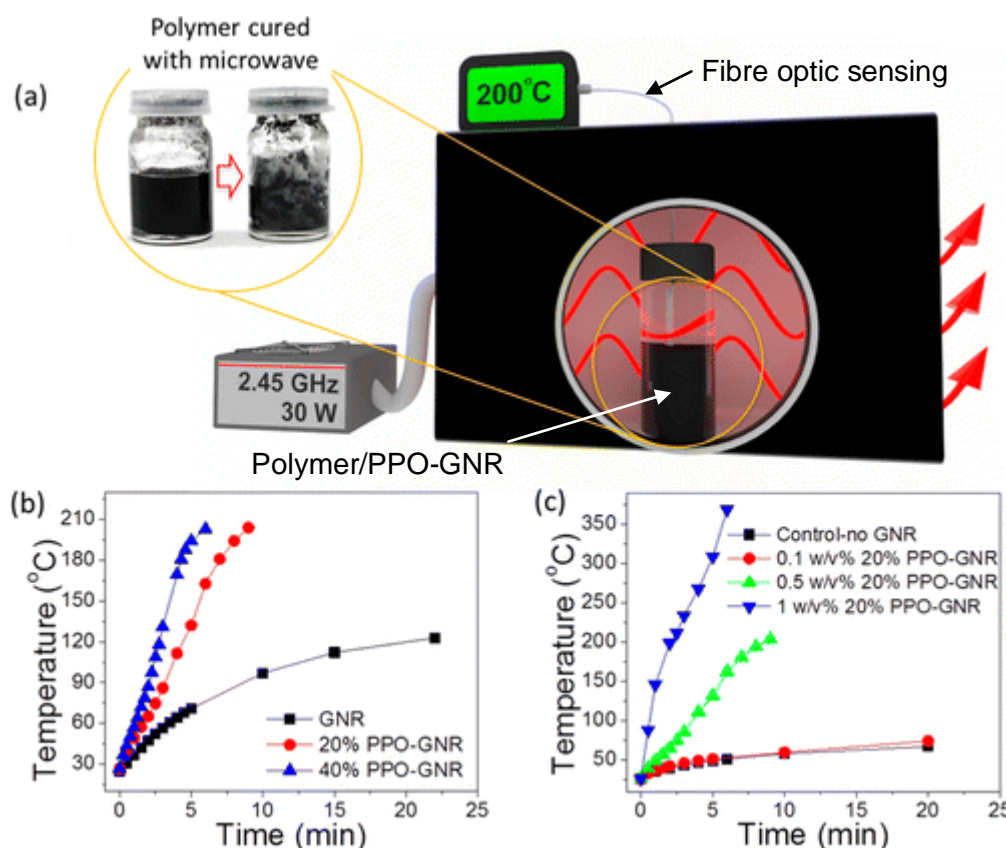 Polymer cured
with microwave
(a)
200°C
Fibre optic sensing
2.45 GHz
30 W
Polymer/PPO-GNR
(b)
Temperature (°C)
210
180
150
120
90
60
30
GNR
20% PPO-GNR
40% PPO-GNR
0 5 10 15 20 25
Time (min)
(c)
Temperature (°C)
350
300
250
200
150
100
50
Control-no GNR
0.1 w/v% 20% PPO-GNR
0.5 w/v% 20% PPO-GNR
1 w/v% 20% PPO-GNR
0 5 10 15 20 25
Time (min)